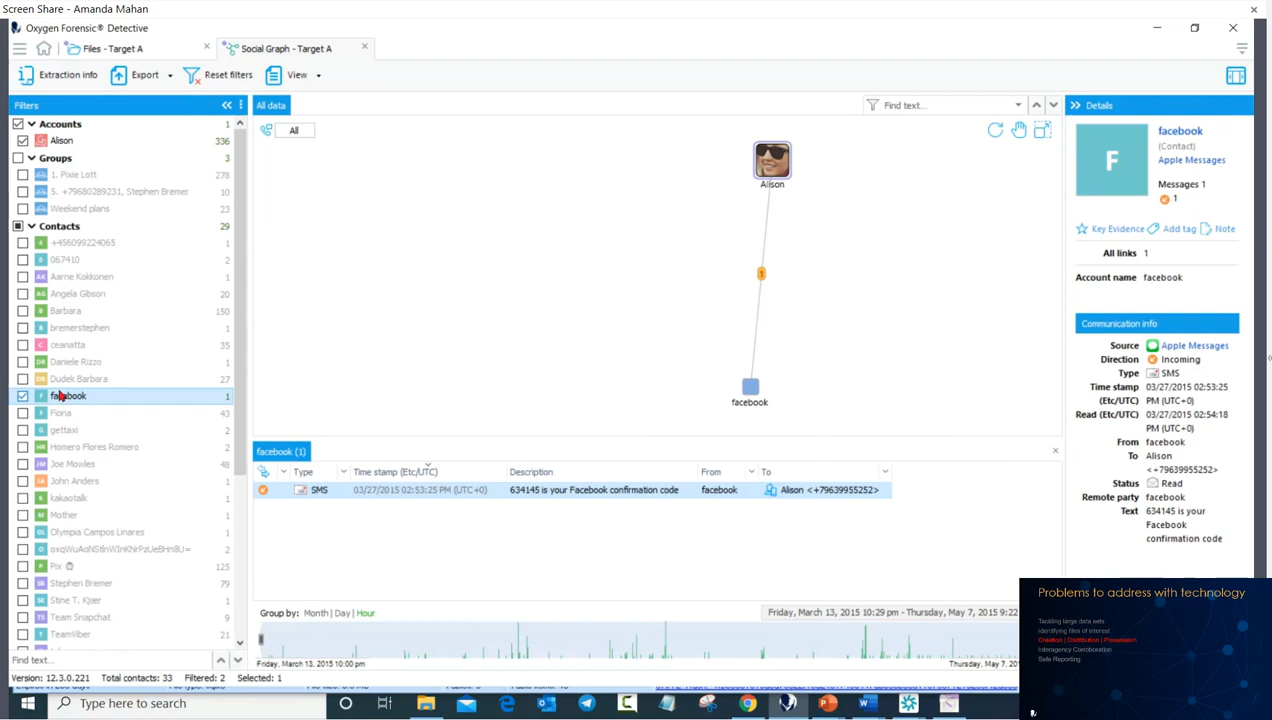 Screen Share - Amanda Mahan
Oxygen Forensic® Detective
Files - Target A
Social Graph - Target A
Extraction info
Export
Reset filters
View
Filters
Accounts 1
Alison 336
Groups 3
1. Pixie Lott 278
5. +79680289231, Stephen Bremer 10
Weekend plans 23
Contacts 29
+456099224065 1
067410 2
Aarne Kokkonen 1
Angela Gibson 20
Barbara 150
bremerstephen 1
ceanatta 35
Daniele Rizzo 1
Dudek Barbara 27
facebook 1
Fiona 43
gettaxi 2
Homero Flores Romero 2
Joe Mowles 48
John Anders 1
kakaotalk 1
Mother 1
Olympia Campos Linares 1
Pix 125
Stephen Bremer 79
Stine T. Kjær 1
Team Snapchat 9
TeamViber 21
Find text...
All data
Find text...
All
Alison
1
facebook
facebook (1)
Type Time stamp (Etc/UTC) Description From To
SMS 03/27/2015 02:53:25 PM (UTC+0) 634145 is your Facebook confirmation code facebook Alison <+79639955252>
Group by: Month | Day | Hour
Friday, March 13, 2015 10:29 pm - Thursday, May 7, 2015 9:22
Friday, March 13, 2015 10:00 pm
Thursday, May 7, 201
Details
F
facebook
(Contact)
Apple Messages
Messages 1
1
Key Evidence
Add tag
Note
All links 1
Account name facebook
Communication info
Source Apple Messages
Direction Incoming
Type SMS
Time stamp (Etc/UTC) 03/27/2015 02:53:25 PM (UTC+0)
Read (Etc/UTC) 03/27/2015 02:54:18 PM (UTC+0)
From facebook
To Alison <+79639955252>
Status Read
Remote party facebook
Text 634145 is your Facebook confirmation code
Problems to address with technology
Tackling large data sets
Identifying files of interest
Creation | Distribution | Possession
Interagency Corroboration
Safe Reporting
Version: 12.3.0.221 Total contacts: 33 Filtered: 2 Selected: 1
Type here to search